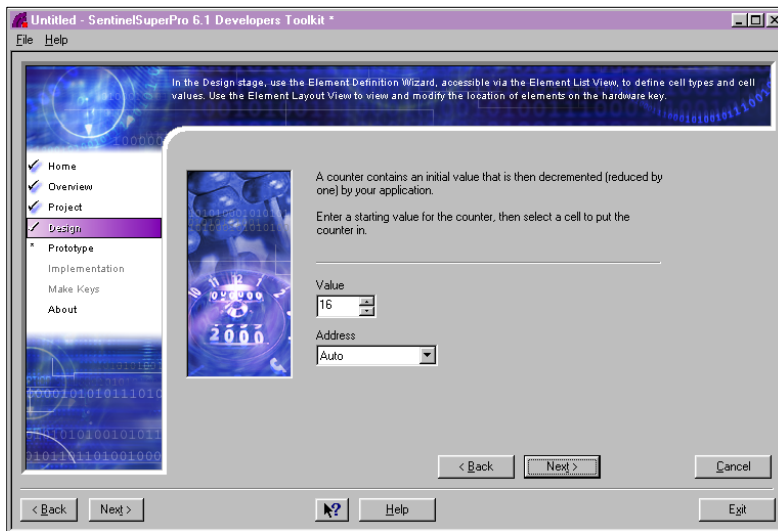 Untitled - SentinelSuperPro 6.1 Developers Toolkit *
File Help
In the Design stage, use the Element Definition Wizard, accessible via the Element List View, to define cell types and cell
values. Use the Element Layout View to view and modify the location of elements on the hardware key.
Home
Overview
Project
Design
* Prototype
Implementation
Make Keys
About
A counter contains an initial value that is then decremented (reduced by
one) by your application.
Enter a starting value for the counter, then select a cell to put the
counter in.
Value
16
Address
Auto
2000
< Back Next > Cancel
< Back Next > ? Help Exit